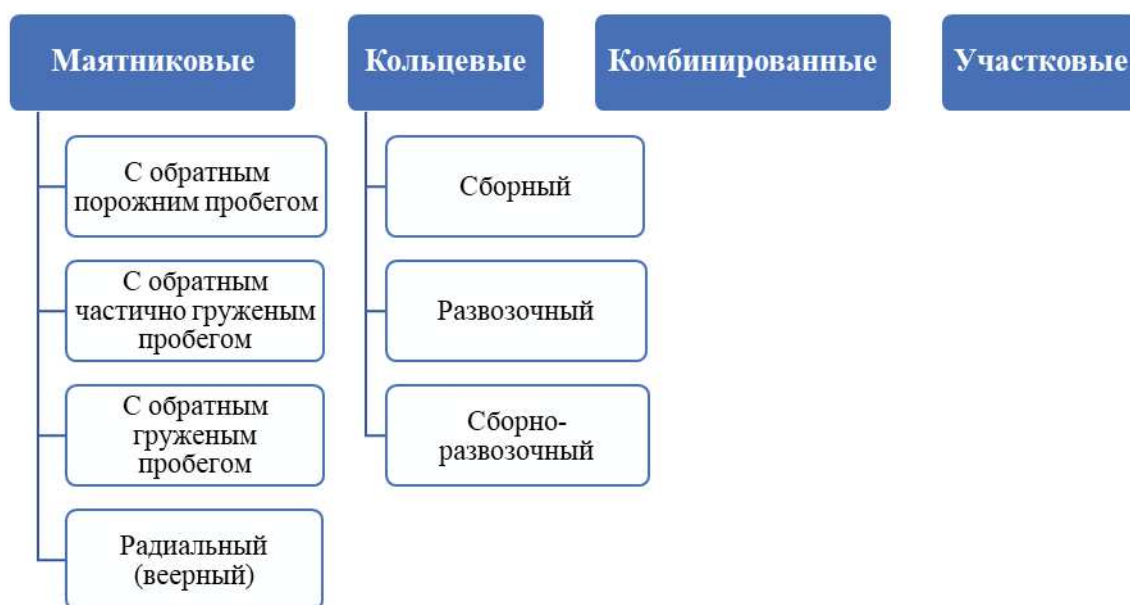 Маятниковые
С обратным
порожним пробегом
С обратным
частично груженым
пробегом
С обратным
груженым
пробегом
Радиальный
(веерный)
Кольцевые
Сборный
Развозочный
Сборно-
развозочный
Комбинированные
Участковые